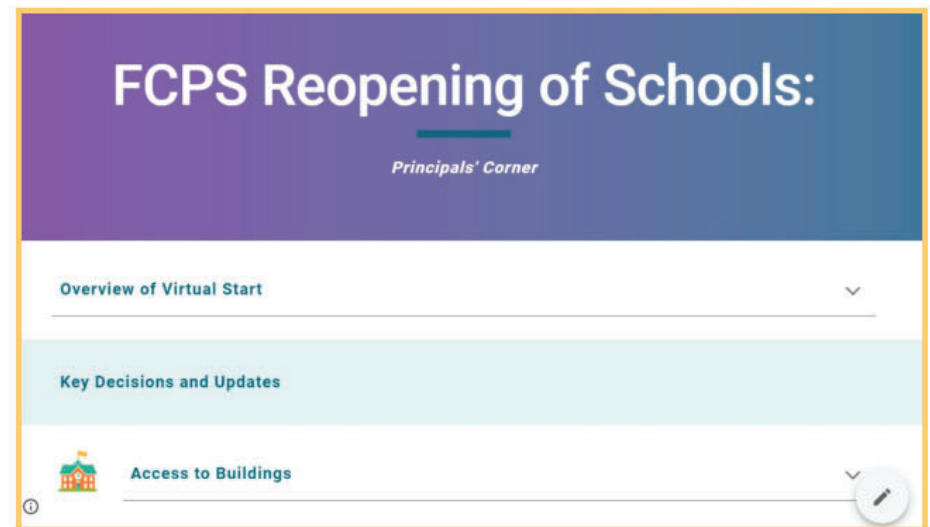 FCPS Reopening of Schools:
Principals' Corner
Overview of Virtual Start
Key Decisions and Updates
Access to Buildings